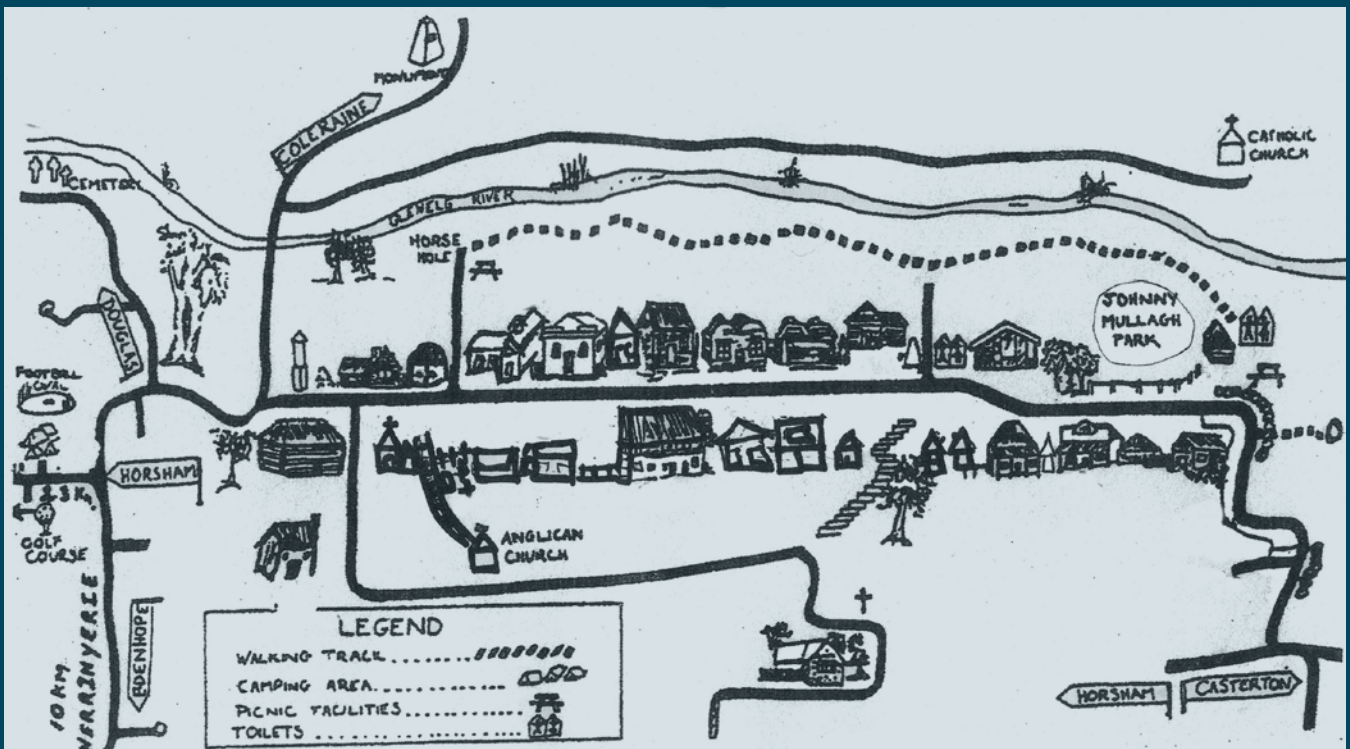 MONUMENT
COLERAINE
CATHOLIC
CHURCH
CEMETERY
GLENELG RIVER
HORSE
HOLE
DOUGLAS
JOHNNY
MULLAGH
PARK
FOOTBALL
OVAL
HORSHAM
2.3 Km.
GOLF
COURSE
ANGLICAN
CHURCH
EDENHOPE
10 KM
LEGEND
WALKING TRACK
CAMPING AREA
PICNIC FACILITIES
TOILETS
HORSHAM
CASTERTON